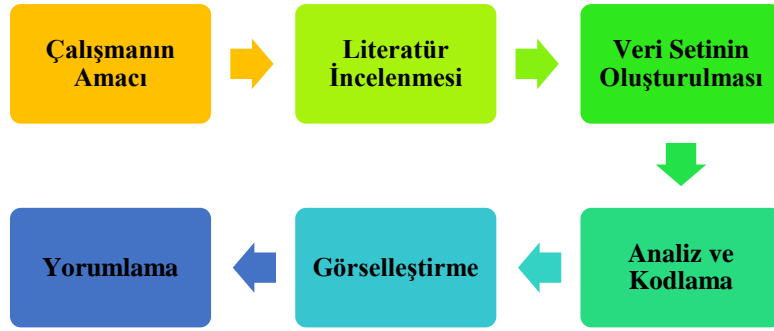 Çalışmanın
Amacı
Literatür
İncelenmesi
Veri Setinin
Oluşturulması
Analiz ve
Kodlama
Görselleştirme
Yorumlama